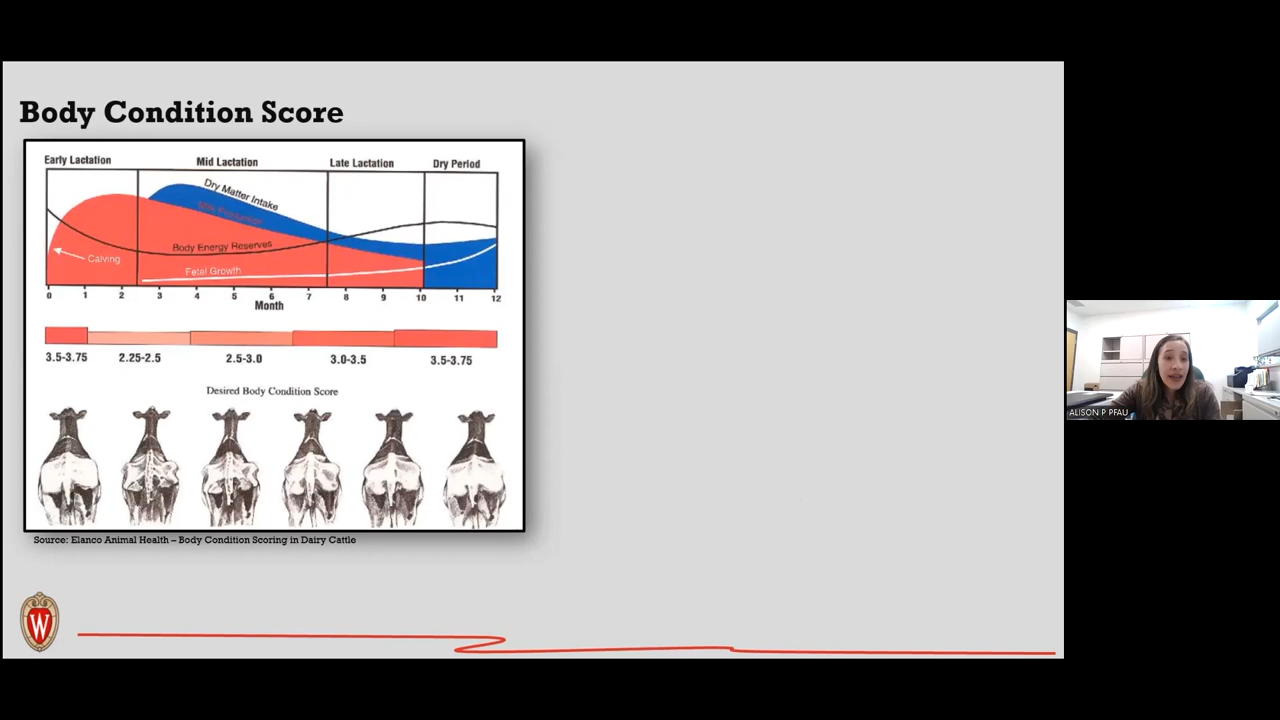 Body Condition Score
Early Lactation Mid Lactation Late Lactation Dry Period
Dry Matter Intake
Milk Production
Body Energy Reserves
Calving
Fetal Growth
0 1 2 3 4 5 6 7 8 9 10 11 12
Month
3.5-3.75 2.25-2.5 2.5-3.0 3.0-3.5 3.5-3.75
Desired Body Condition Score
Source: Elanco Animal Health – Body Condition Scoring in Dairy Cattle
W
ALISON P PFAU